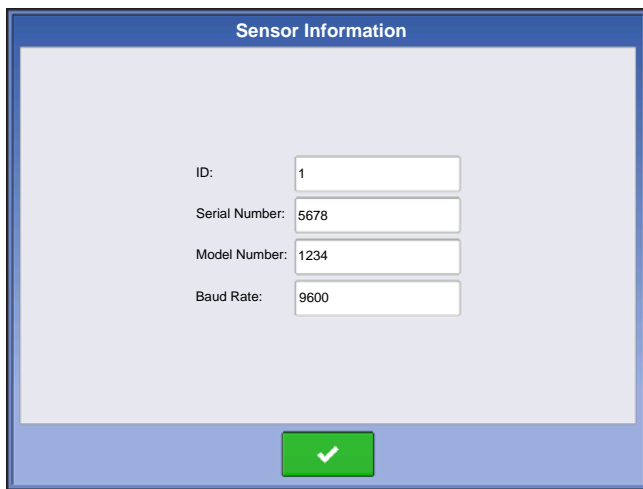 Sensor Information
ID: 1
Serial Number: 5678
Model Number: 1234
Baud Rate: 9600